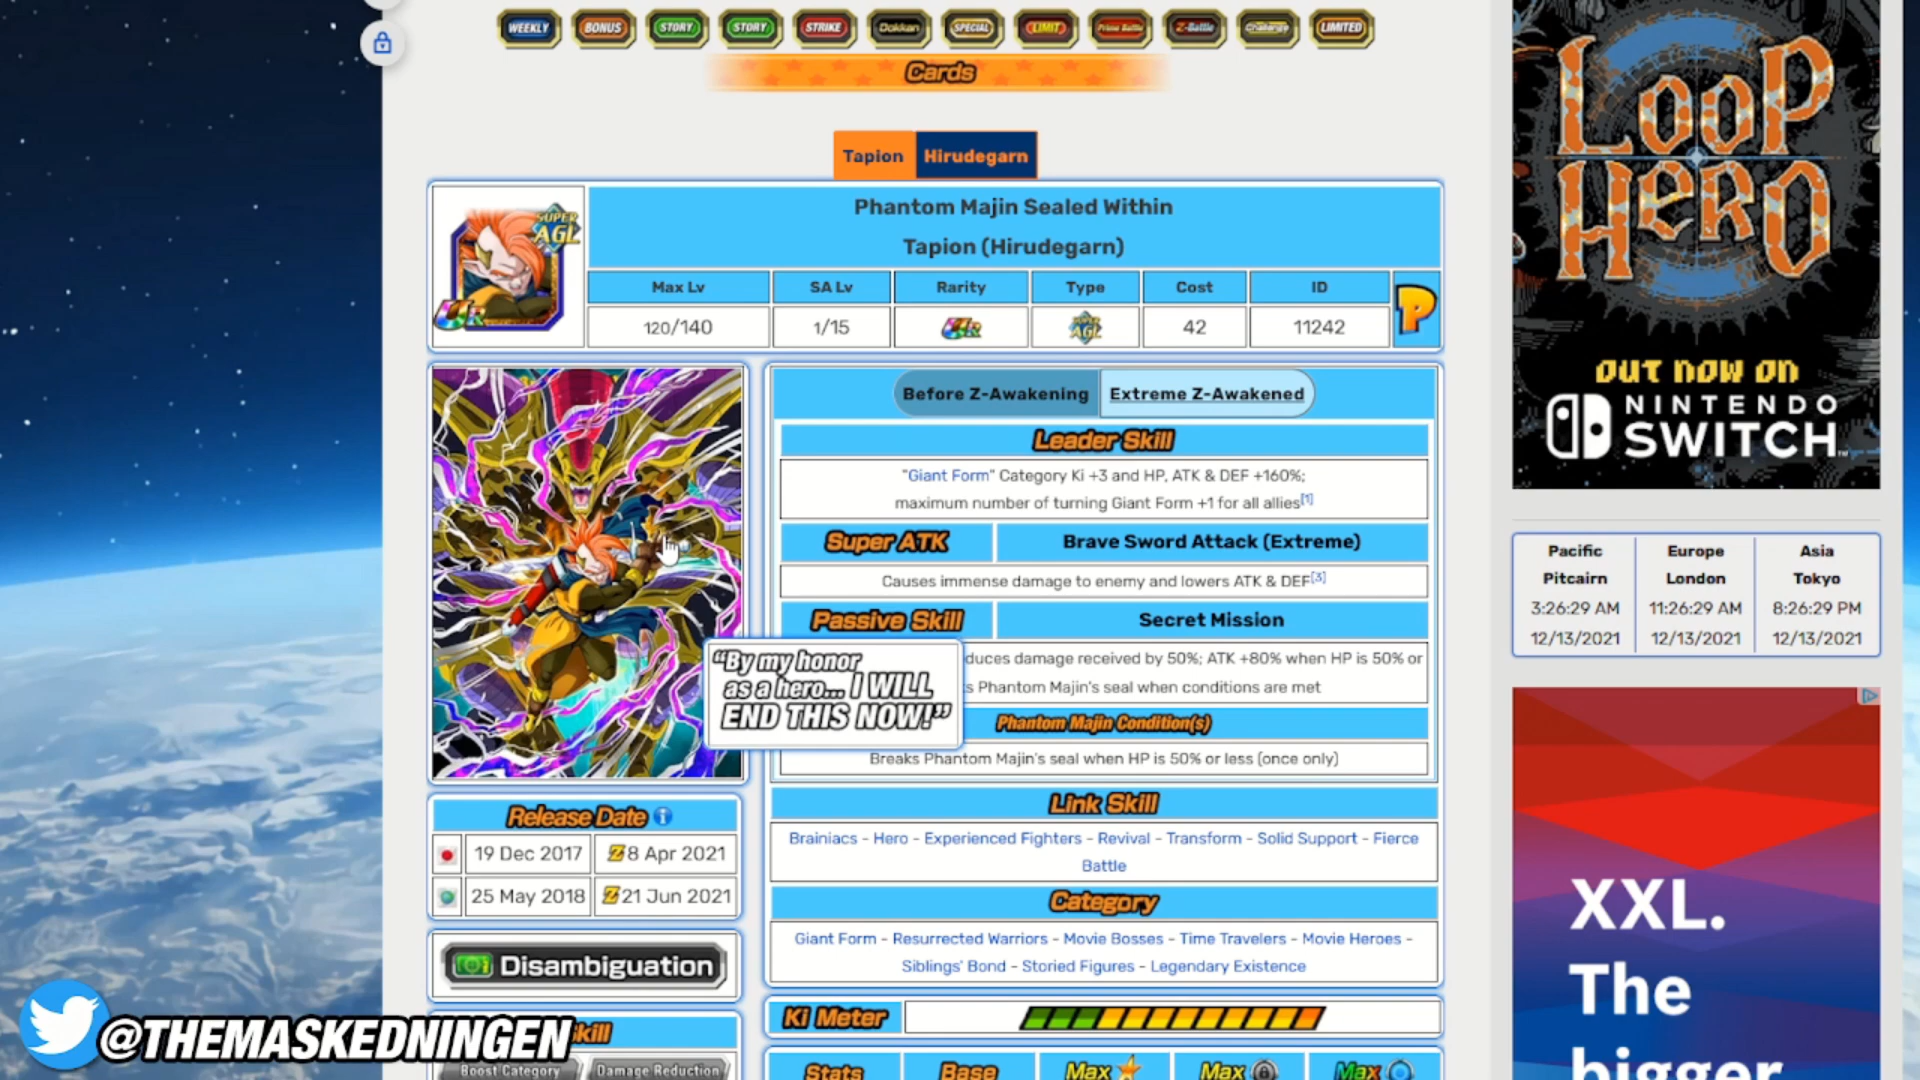 WEEKLY BONUS STORY STORY STRIKE Dokkan SPECIAL LIMIT Prime Battle Z-Battle Challenge LIMITED
Cards
Tapion Hirudegarn
Phantom Majin Sealed Within
Tapion (Hirudegarn)
SUPER AGL
UR
Max Lv SA Lv Rarity Type Cost ID
120/140 1/15 UR SUPER AGL 42 11242
P
Before Z-Awakening Extreme Z-Awakened
Leader Skill
"Giant Form" Category Ki +3 and HP, ATK & DEF +160%;
maximum number of turning Giant Form +1 for all allies[1]
Super ATK Brave Sword Attack (Extreme)
Causes immense damage to enemy and lowers ATK & DEF[3]
Passive Skill Secret Mission
duces damage received by 50%; ATK +80% when HP is 50% or
s Phantom Majin's seal when conditions are met
Phantom Majin Condition(s)
Breaks Phantom Majin's seal when HP is 50% or less (once only)
"By my honor
as a hero... I WILL
END THIS NOW!"
Link Skill
Brainiacs - Hero - Experienced Fighters - Revival - Transform - Solid Support - Fierce
Battle
Category
Giant Form - Resurrected Warriors - Movie Bosses - Time Travelers - Movie Heroes -
Siblings' Bond - Storied Figures - Legendary Existence
Ki Meter
Stats Base Max Max Max
Release Date i
19 Dec 2017 Z 8 Apr 2021
25 May 2018 Z 21 Jun 2021
Disambiguation
kill
Boost Category Damage Reduction
@THEMASKEDNINGEN
LOOP
HERO
OUT NOW ON
NINTENDO
SWITCH
Pacific Europe Asia
Pitcairn London Tokyo
3:26:29 AM 11:26:29 AM 8:26:29 PM
12/13/2021 12/13/2021 12/13/2021
XXL.
The
bigger